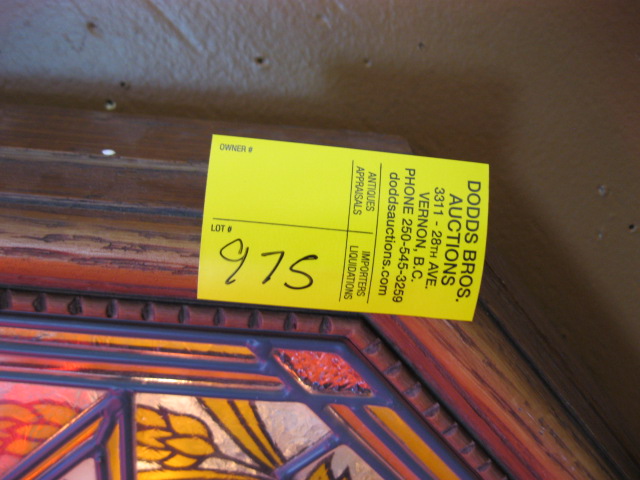 DODDS BROS.
AUCTIONS
3311 - 28TH AVE.
VERNON, B.C.
PHONE 250-545-3259
doddsauctions.com
ANTIQUES
APPRAISALS
IMPORTERS
LIQUIDATIONS
OWNER #
LOT #
975